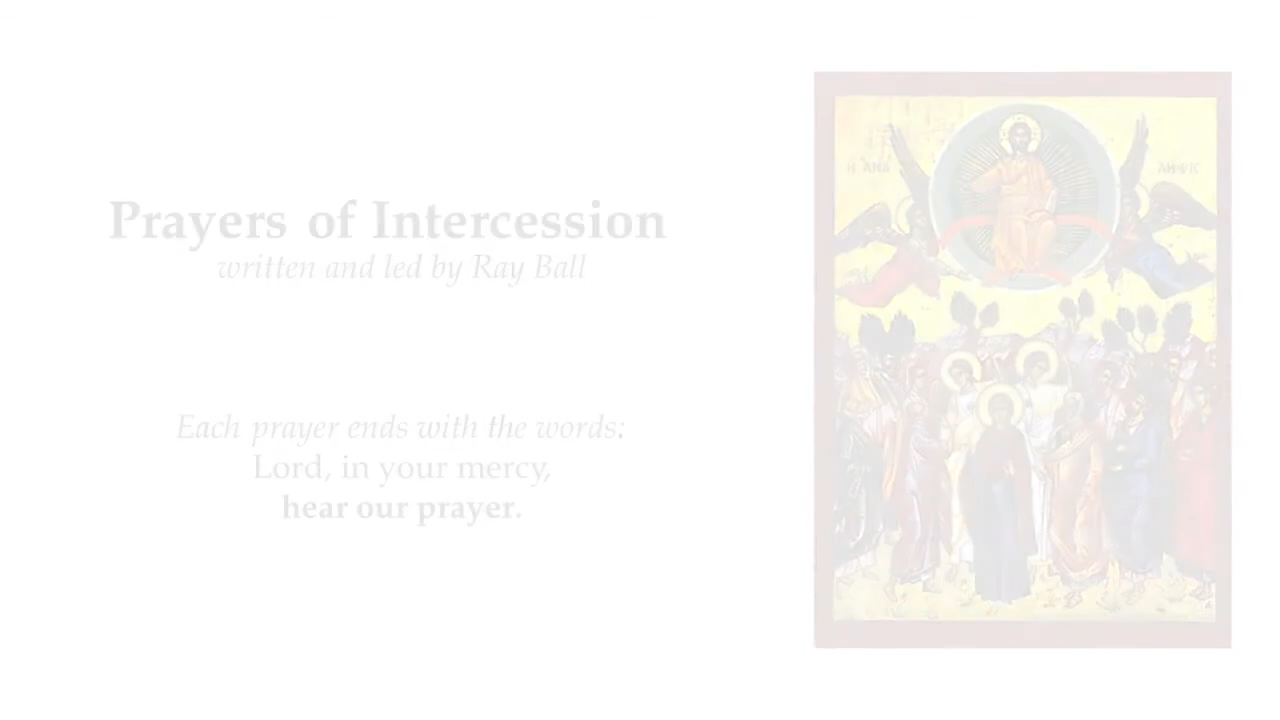 Prayers of Intercession
written and led by Ray Ball
Each prayer ends with the words:
Lord, in your mercy,
hear our prayer.